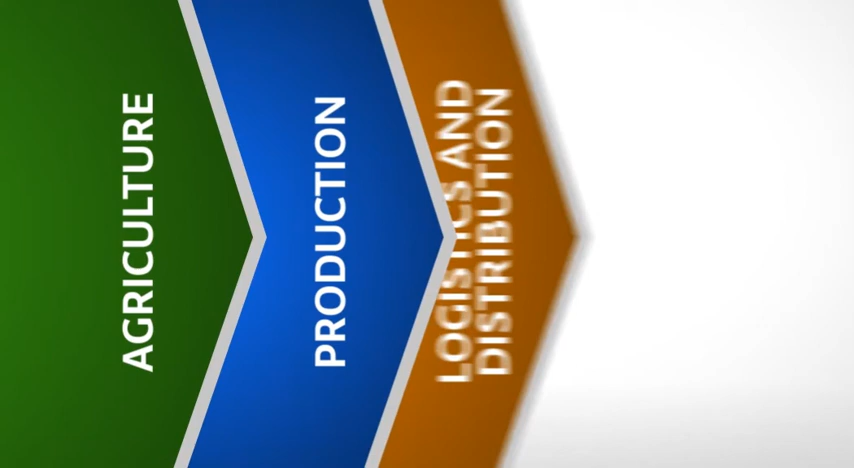 AGRICULTURE
PRODUCTION
LOGISTICS AND
DISTRIBUTION